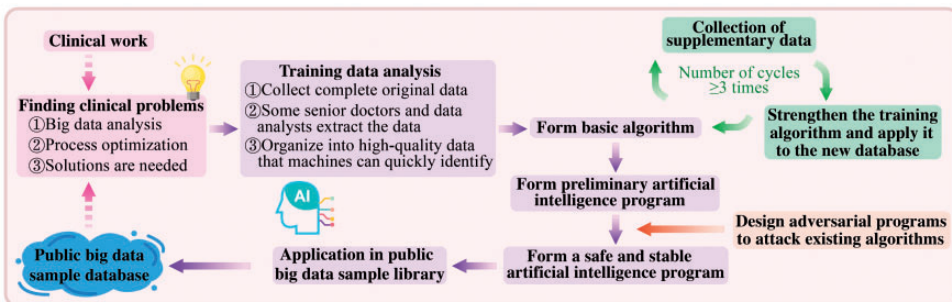 Clinical work
Finding clinical problems
①Big data analysis
②Process optimization
③Solutions are needed
Training data analysis
①Collect complete original data
②Some senior doctors and data
analysts extract the data
③Organize into high-quality data
that machines can quickly identify
Form basic algorithm
Collection of
supplementary data
Number of cycles
≥3 times
Strengthen the training
algorithm and apply it
to the new database
Form preliminary artificial
intelligence program
Design adversarial programs
to attack existing algorithms
Form a safe and stable
artificial intelligence program
AI
Application in public
big data sample library
Public big data
sample database